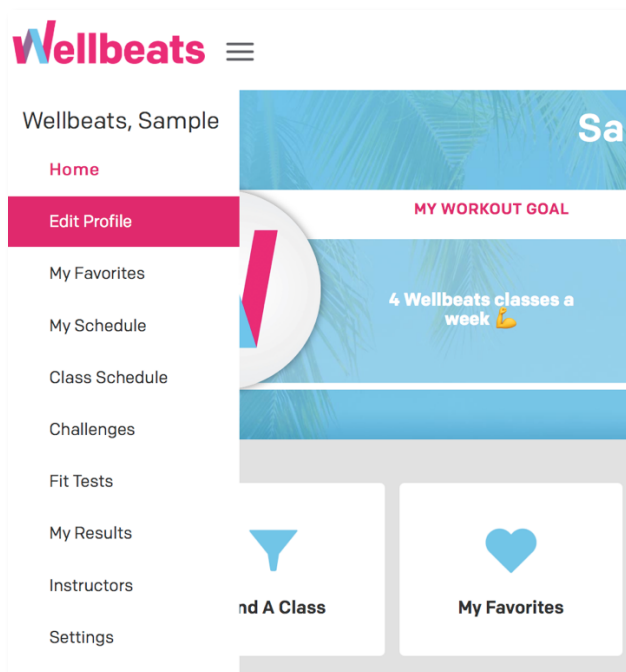 Wellbeats
Wellbeats, Sample
Home
Edit Profile
My Favorites
My Schedule
Class Schedule
Challenges
Fit Tests
My Results
Instructors
Settings
Sa
MY WORKOUT GOAL
4 Wellbeats classes a
week 💪
nd A Class
My Favorites